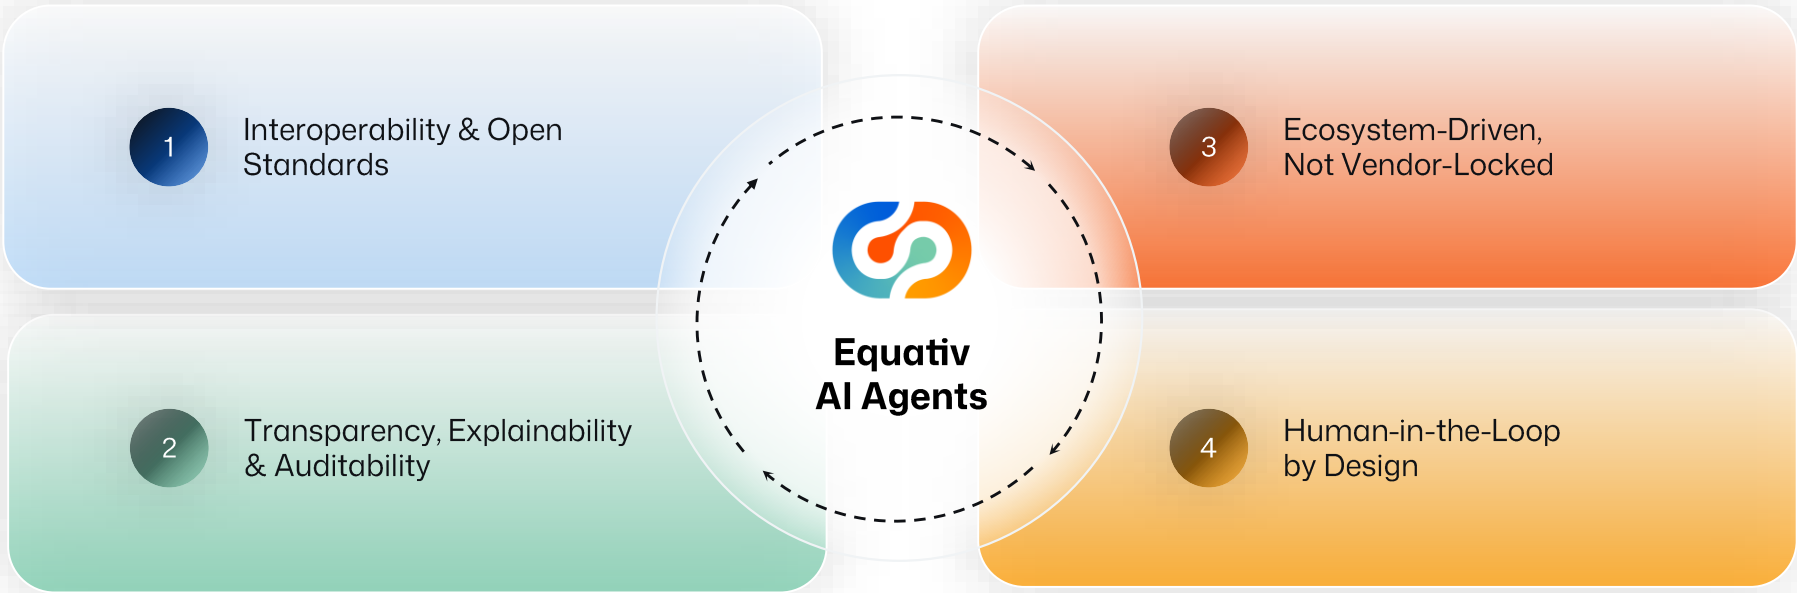 1
Interoperability & Open
Standards
2
Transparency, Explainability
& Auditability
Equativ
AI Agents
3
Ecosystem-Driven,
Not Vendor-Locked
4
Human-in-the-Loop
by Design